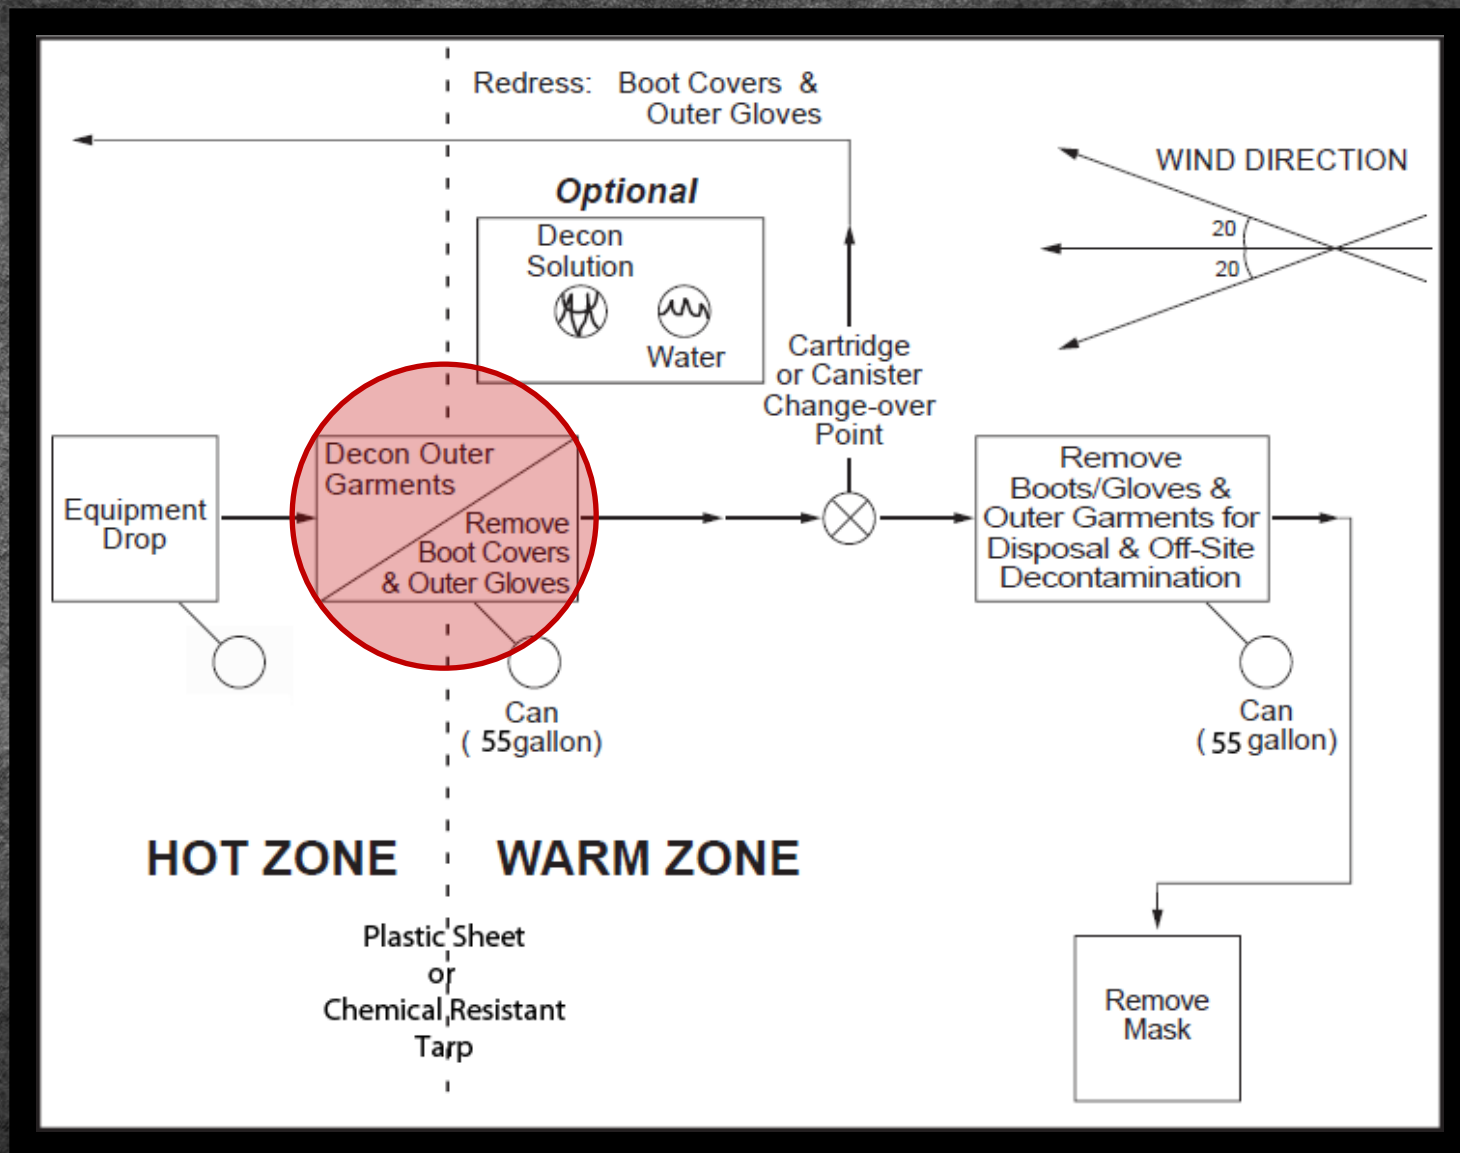 Redress: Boot Covers &
Outer Gloves
WIND DIRECTION
20
20
Optional
Decon
Solution
Water
Cartridge
or Canister
Change-over
Point
Equipment
Drop
Decon Outer
Garments
Remove
Boot Covers
& Outer Gloves
Remove
Boots/Gloves &
Outer Garments for
Disposal & Off-Site
Decontamination
Can
( 55gallon)
Can
( 55 gallon)
HOT ZONE
WARM ZONE
Plastic Sheet
or
Chemical Resistant
Tarp
Remove
Mask